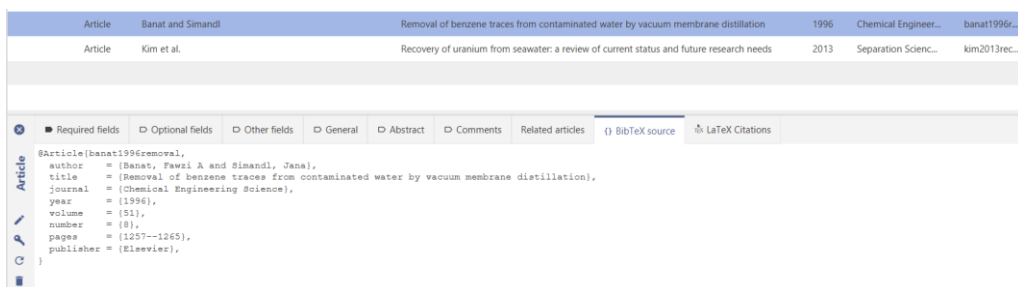 Article Banat and Simandl Removal of benzene traces from contaminated water by vacuum membrane distillation 1996 Chemical Engineer... banat1996r...
Article Kim et al. Recovery of uranium from seawater: a review of current status and future research needs 2013 Separation Scienc... kim2013rec...
Required fields Optional fields Other fields General Abstract Comments Related articles {} BibTeX source LaTeX Citations
Article
@Article{banat1996removal,
author = {Banat, Fawzi A and Simandl, Jana},
title = {Removal of benzene traces from contaminated water by vacuum membrane distillation},
journal = {Chemical Engineering Science},
year = {1996},
volume = {51},
number = {8},
pages = {1257--1265},
publisher = {Elsevier},
}